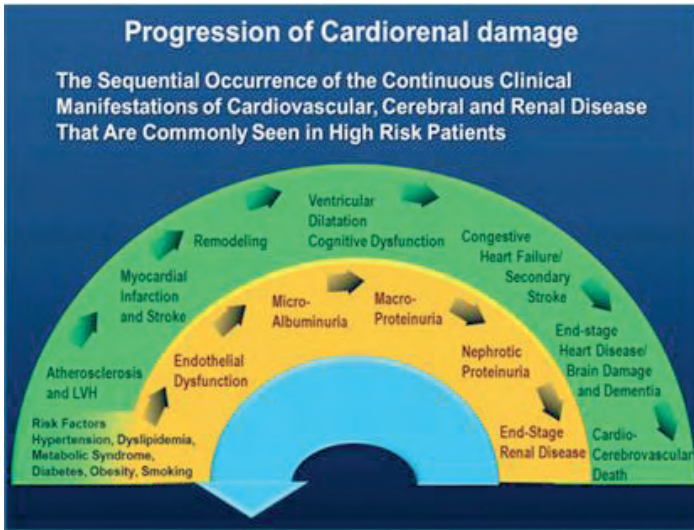 Progression of Cardiorenal damage
The Sequential Occurrence of the Continuous Clinical
Manifestations of Cardiovascular, Cerebral and Renal Disease
That Are Commonly Seen in High Risk Patients
Risk Factors
Hypertension, Dyslipidemia,
Metabolic Syndrome,
Diabetes, Obesity, Smoking
Atherosclerosis
and LVH
Myocardial
Infarction
and Stroke
Remodeling
Ventricular
Dilatation
Cognitive Dysfunction
Congestive
Heart Failure/
Secondary
Stroke
End-stage
Heart Disease/
Brain Damage
and Dementia
Cardio-
Cerebrovascular
Death
Endothelial
Dysfunction
Micro-
Albuminuria
Macro-
Proteinuria
Nephrotic
Proteinuria
End-Stage
Renal Disease